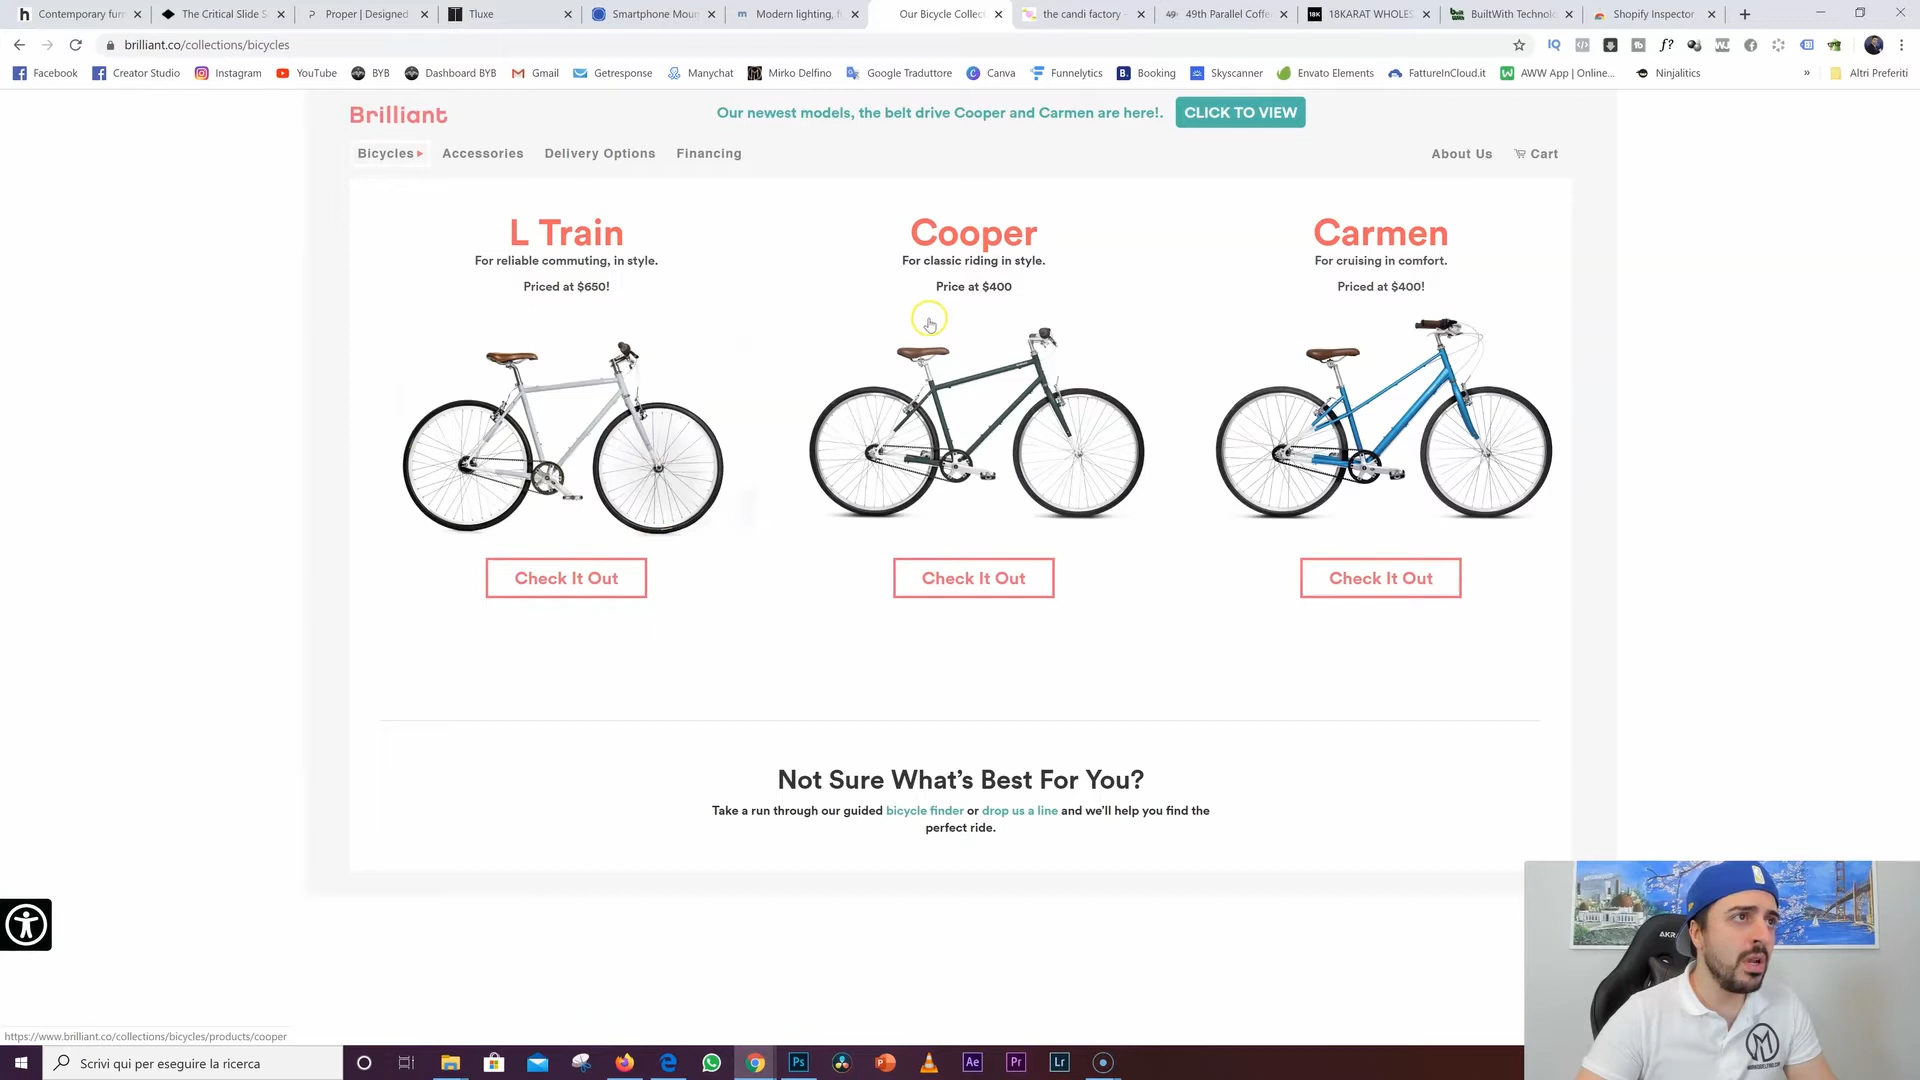 Contemporary furn
The Critical Slide S
Proper | Designed
Tluxe
Smartphone Moun
Modern lighting, f
Our Bicycle Collect
the candi factory -
49th Parallel Coffe
18K 18KARAT WHOLES
BuiltWith Technolo
Shopify Inspector
brilliant.co/collections/bicycles
Facebook
Creator Studio
Instagram
YouTube
BYB
Dashboard BYB
Gmail
Getresponse
Manychat
Mirko Delfino
Google Traduttore
Canva
Funnelytics
Booking
Skyscanner
Envato Elements
FattureInCloud.it
AWW App | Online...
Ninjalitics
»
Altri Preferiti
Brilliant
Our newest models, the belt drive Cooper and Carmen are here!.
CLICK TO VIEW
Bicycles
Accessories
Delivery Options
Financing
About Us
Cart
L Train
For reliable commuting, in style.
Priced at $650!
Check It Out
Cooper
For classic riding in style.
Price at $400
Check It Out
Carmen
For cruising in comfort.
Priced at $400!
Check It Out
Not Sure What's Best For You?
Take a run through our guided bicycle finder or drop us a line and we'll help you find the
perfect ride.
https://www.brilliant.co/collections/bicycles/products/cooper
Scrivi qui per eseguire la ricerca
Ps
Ae
Pr
Lr